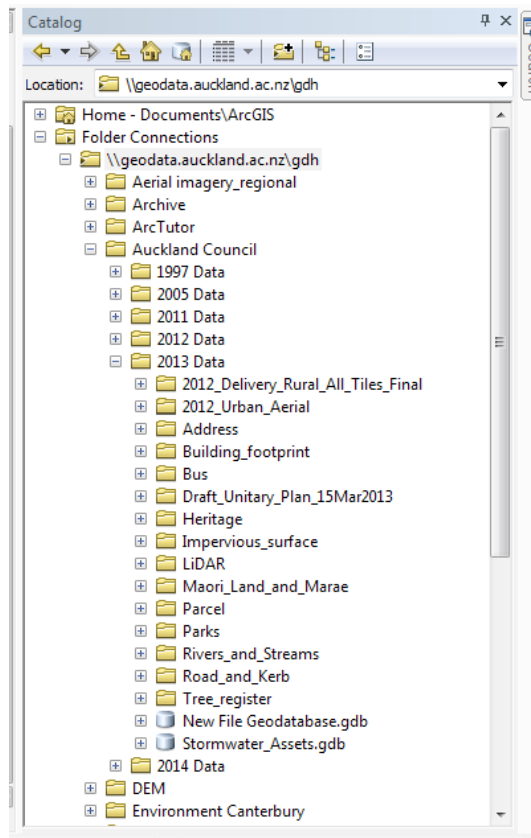 Catalog
Location: \\geodata.auckland.ac.nz\gdh
Home - Documents\ArcGIS
Folder Connections
\\geodata.auckland.ac.nz\gdh
Aerial imagery_regional
Archive
ArcTutor
Auckland Council
1997 Data
2005 Data
2011 Data
2012 Data
2013 Data
2012_Delivery_Rural_All_Tiles_Final
2012_Urban_Aerial
Address
Building_footprint
Bus
Draft_Unitary_Plan_15Mar2013
Heritage
Impervious_surface
LiDAR
Maori_Land_and_Marae
Parcel
Parks
Rivers_and_Streams
Road_and_Kerb
Tree_register
New File Geodatabase.gdb
Stormwater_Assets.gdb
2014 Data
DEM
Environment Canterbury